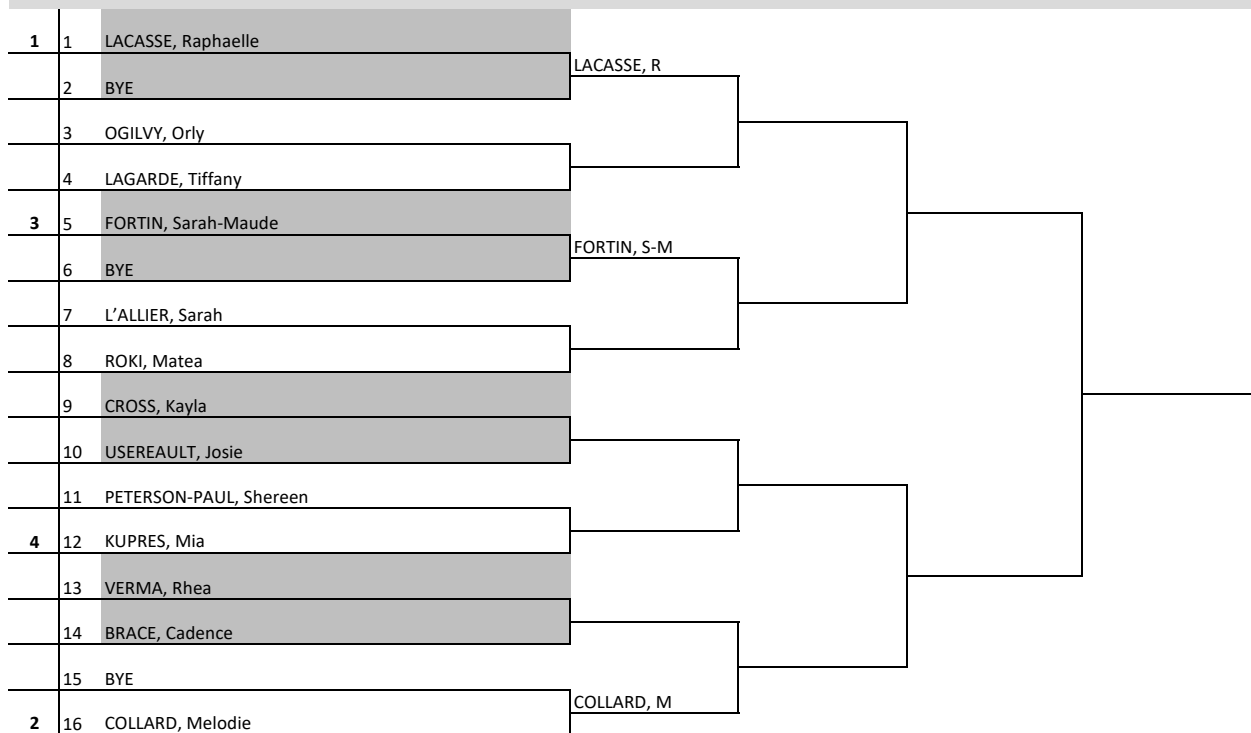 1 1 LACASSE, Raphaelle
LACASSE, R
2 BYE
3 OGILVY, Orly
4 LAGARDE, Tiffany
3 5 FORTIN, Sarah-Maude
FORTIN, S-M
6 BYE
7 L’ALLIER, Sarah
8 ROKI, Matea
9 CROSS, Kayla
10 USEREAULT, Josie
11 PETERSON-PAUL, Shereen
4 12 KUPRES, Mia
13 VERMA, Rhea
14 BRACE, Cadence
15 BYE
COLLARD, M
2 16 COLLARD, Melodie